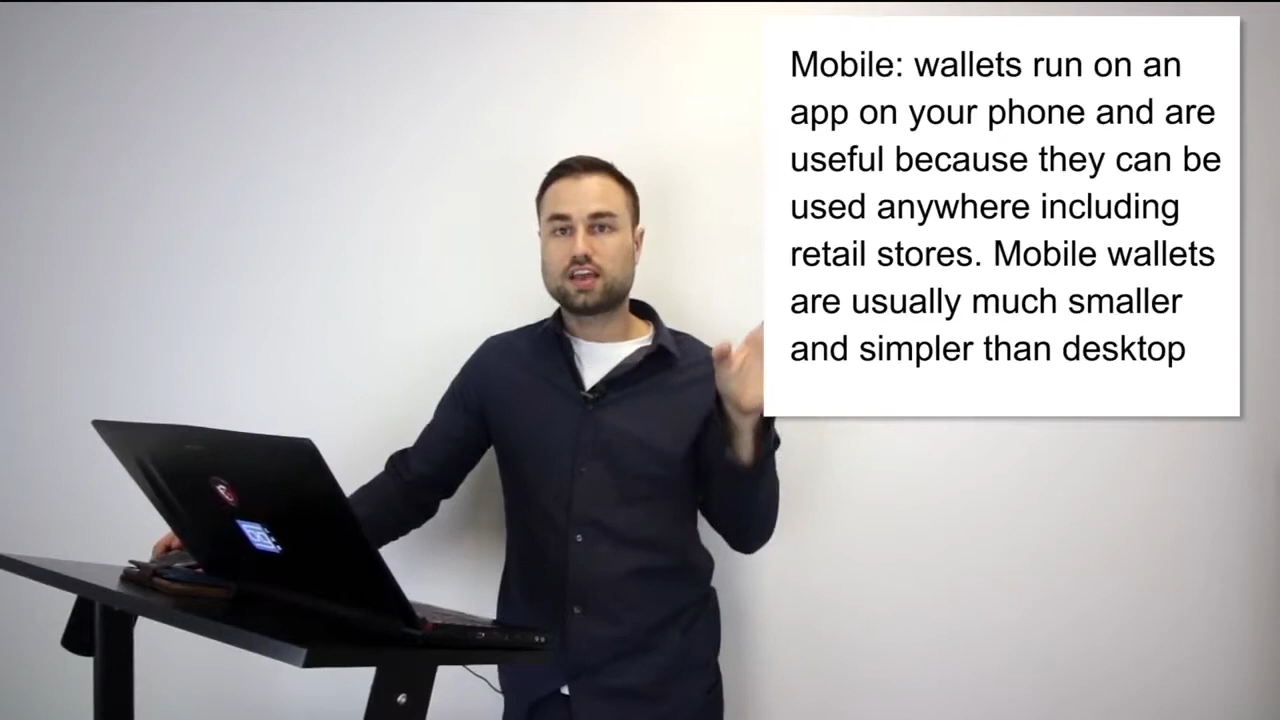 Mobile: wallets run on an
app on your phone and are
useful because they can be
used anywhere including
retail stores. Mobile wallets
are usually much smaller
and simpler than desktop